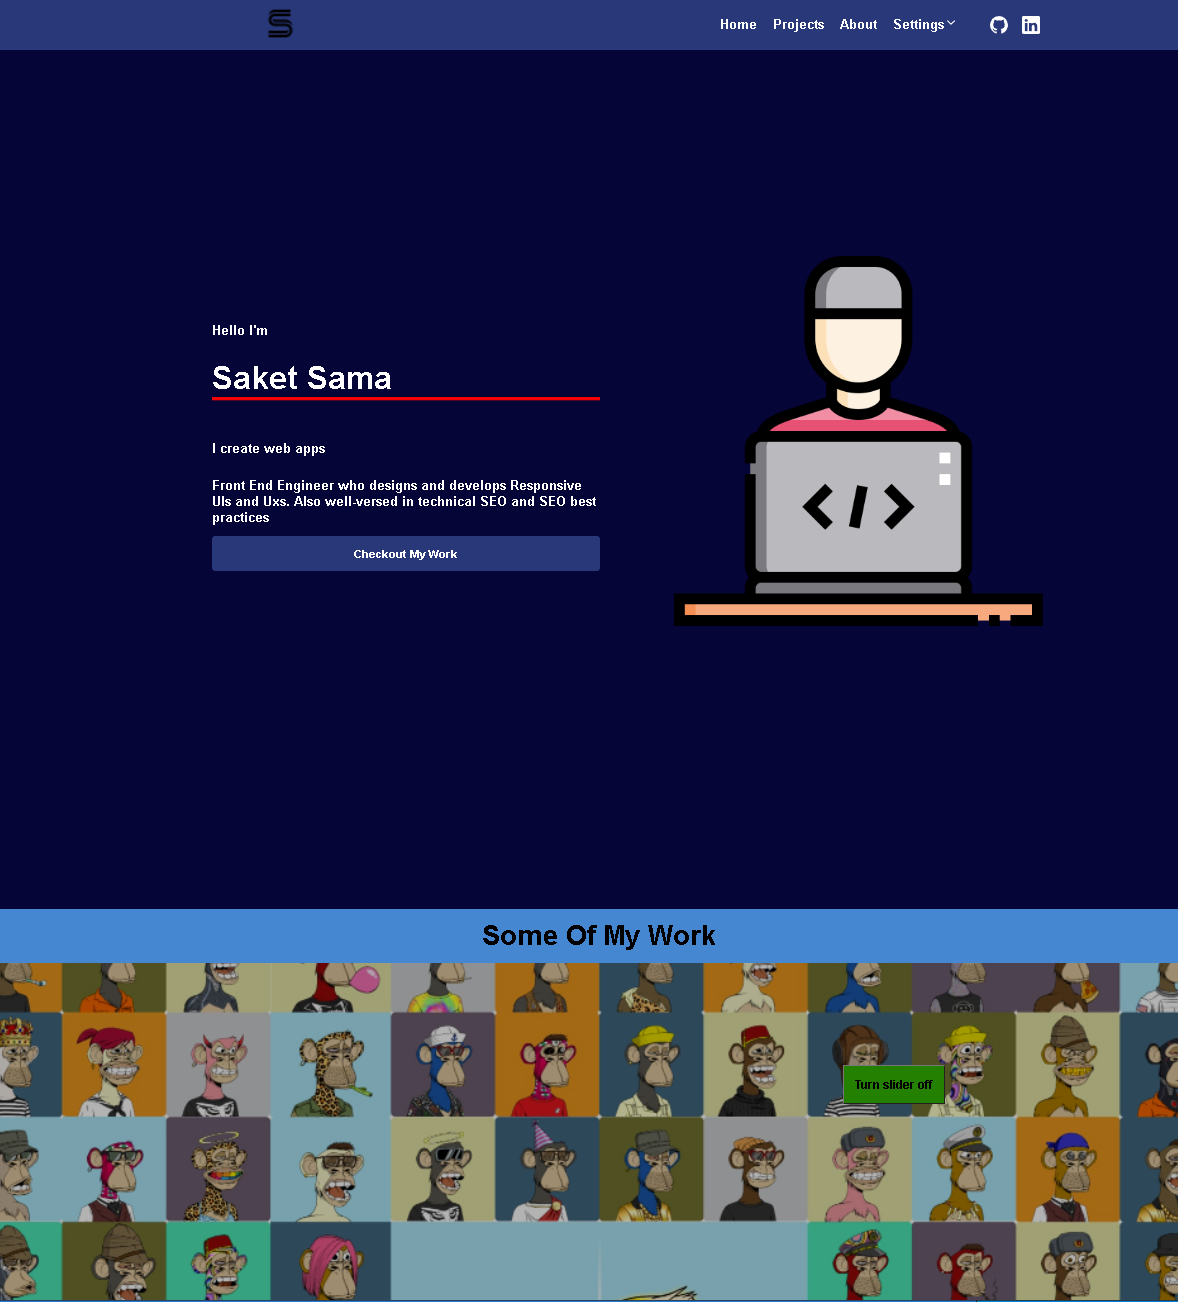 S
Home Projects About Settings
Hello I'm
Saket Sama
I create web apps
Front End Engineer who designs and develops Responsive
UIs and Uxs. Also well-versed in technical SEO and SEO best
practices
Checkout My Work
</>
Some Of My Work
Turn slider off